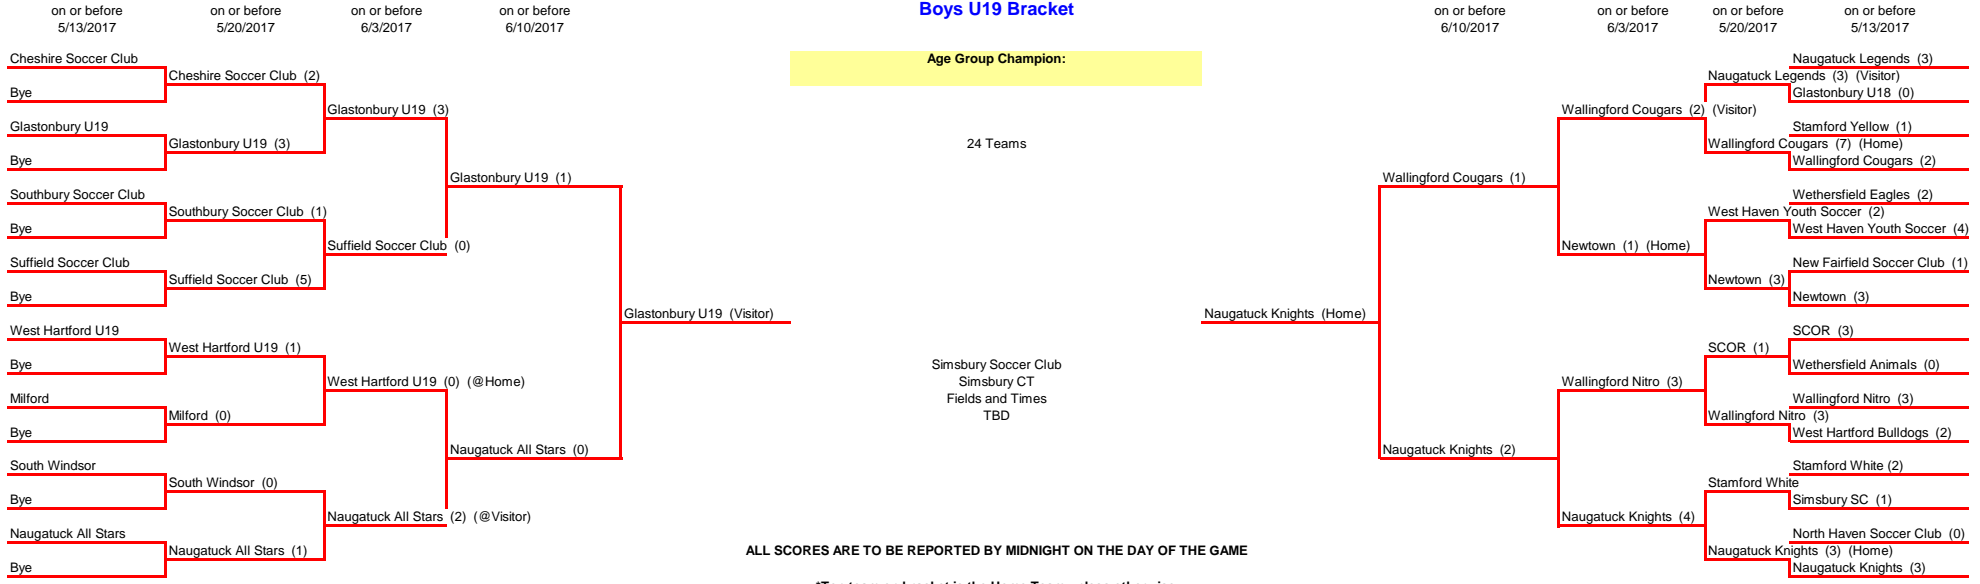 on or before
5/13/2017
on or before
5/20/2017
on or before
6/3/2017
on or before
6/10/2017
Boys U19 Bracket
on or before
6/10/2017
on or before
6/3/2017
on or before
5/20/2017
on or before
5/13/2017
Age Group Champion:
24 Teams
Cheshire Soccer Club
Bye
Glastonbury U19
Bye
Southbury Soccer Club
Bye
Suffield Soccer Club
Bye
West Hartford U19
Bye
Milford
Bye
South Windsor
Bye
Naugatuck All Stars
Bye
Cheshire Soccer Club (2)
Glastonbury U19 (3)
Southbury Soccer Club (1)
Suffield Soccer Club (5)
West Hartford U19 (1)
Milford (0)
South Windsor (0)
Naugatuck All Stars (1)
Glastonbury U19 (3)
Suffield Soccer Club (0)
West Hartford U19 (0) (@Home)
Naugatuck All Stars (2) (@Visitor)
Glastonbury U19 (1)
Naugatuck All Stars (0)
Glastonbury U19 (Visitor)
Simsbury Soccer Club
Simsbury CT
Fields and Times
TBD
Naugatuck Knights (Home)
Wallingford Cougars (1)
Naugatuck Knights (2)
Wallingford Cougars (2) (Visitor)
Newtown (1) (Home)
Wallingford Nitro (3)
Naugatuck Knights (4)
Naugatuck Legends (3) (Visitor)
Wallingford Cougars (7) (Home)
West Haven Youth Soccer (2)
Newtown (3)
SCOR (1)
Wallingford Nitro (3)
Stamford White
Naugatuck Knights (3) (Home)
Naugatuck Legends (3)
Glastonbury U18 (0)
Stamford Yellow (1)
Wallingford Cougars (2)
Wethersfield Eagles (2)
West Haven Youth Soccer (4)
New Fairfield Soccer Club (1)
Newtown (3)
SCOR (3)
Wethersfield Animals (0)
Wallingford Nitro (3)
West Hartford Bulldogs (2)
Stamford White (2)
Simsbury SC (1)
North Haven Soccer Club (0)
Naugatuck Knights (3)
ALL SCORES ARE TO BE REPORTED BY MIDNIGHT ON THE DAY OF THE GAME